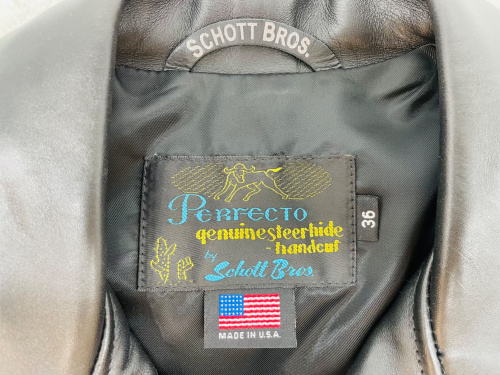 SCHOTT BROS.
PERFECTO
genuine steerhide
- handcut
by
Schott Bros.
36
MADE IN U.S.A.